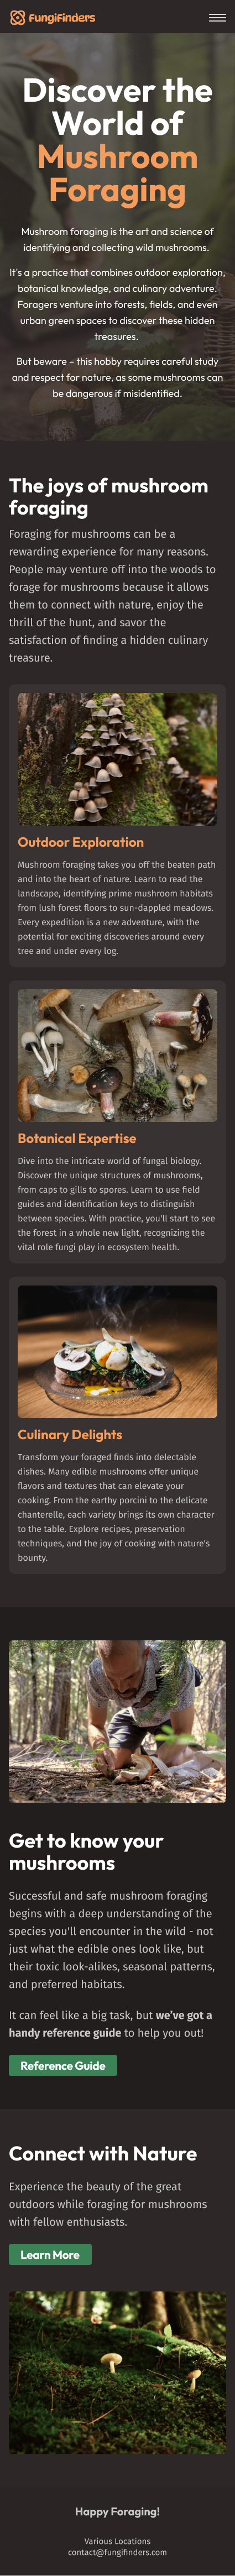 FungiFinders
Discover the
World of
Mushroom
Foraging
Mushroom foraging is the art and science of
identifying and collecting wild mushrooms.
It's a practice that combines outdoor exploration,
botanical knowledge, and culinary adventure.
Foragers venture into forests, fields, and even
urban green spaces to discover these hidden
treasures.
But beware – this hobby requires careful study
and respect for nature, as some mushrooms can
be dangerous if misidentified.
The joys of mushroom
foraging
Foraging for mushrooms can be a
rewarding experience for many reasons.
People may venture off into the woods to
forage for mushrooms because it allows
them to connect with nature, enjoy the
thrill of the hunt, and savor the
satisfaction of finding a hidden culinary
treasure.
Outdoor Exploration
Mushroom foraging takes you off the beaten path
and into the heart of nature. Learn to read the
landscape, identifying prime mushroom habitats
from lush forest floors to sun-dappled meadows.
Every expedition is a new adventure, with the
potential for exciting discoveries around every
tree and under every log.
Botanical Expertise
Dive into the intricate world of fungal biology.
Discover the unique structures of mushrooms,
from caps to gills to spores. Learn to use field
guides and identification keys to distinguish
between species. With practice, you'll start to see
the forest in a whole new light, recognizing the
vital role fungi play in ecosystem health.
Culinary Delights
Transform your foraged finds into delectable
dishes. Many edible mushrooms offer unique
flavors and textures that can elevate your
cooking. From the earthy porcini to the delicate
chanterelle, each variety brings its own character
to the table. Explore recipes, preservation
techniques, and the joy of cooking with nature's
bounty.
Get to know your
mushrooms
Successful and safe mushroom foraging
begins with a deep understanding of the
species you'll encounter in the wild - not
just what the edible ones look like, but
their toxic look-alikes, seasonal patterns,
and preferred habitats.
It can feel like a big task, but we've got a
handy reference guide to help you out!
Reference Guide
Connect with Nature
Experience the beauty of the great
outdoors while foraging for mushrooms
with fellow enthusiasts.
Learn More
Happy Foraging!
Various Locations
contact@fungifinders.com